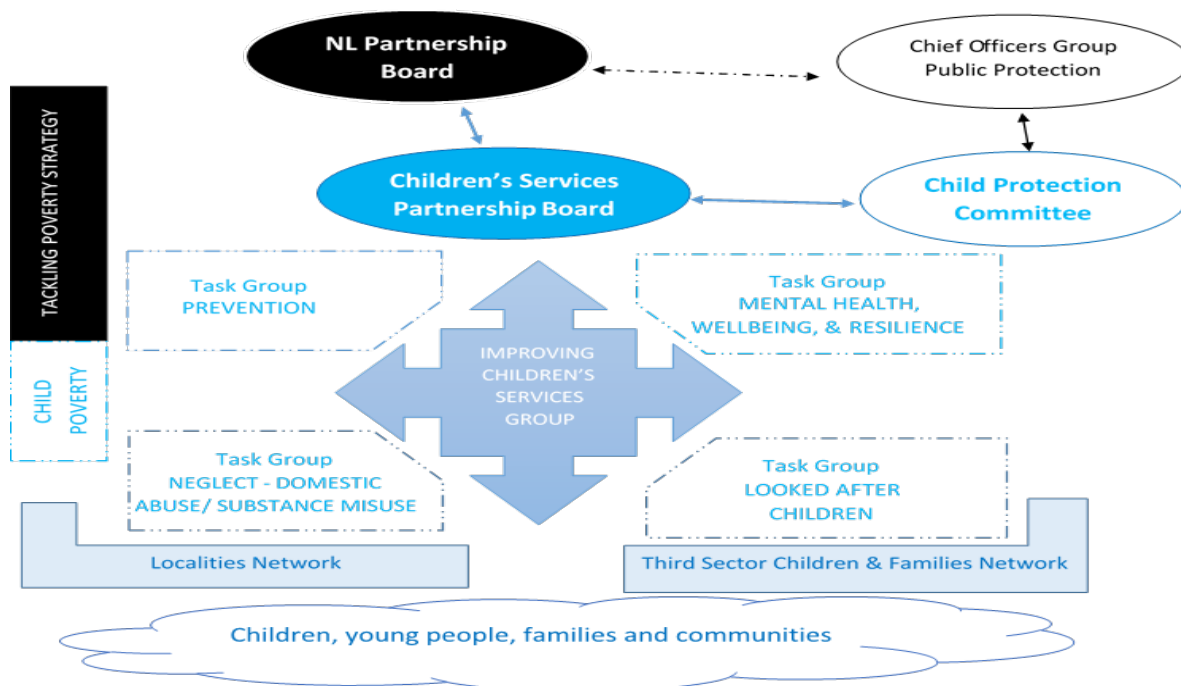 NL Partnership
Board
Chief Officers Group
Public Protection
TACKLING POVERTY STRATEGY
Children's Services
Partnership Board
Child Protection
Committee
Task Group
PREVENTION
Task Group
MENTAL HEALTH,
WELLBEING, & RESILIENCE
IMPROVING
CHILDREN'S
SERVICES
GROUP
CHILD
POVERTY
Task Group
NEGLECT - DOMESTIC
ABUSE/ SUBSTANCE MISUSE
Task Group
LOOKED AFTER
CHILDREN
Localities Network
Third Sector Children & Families Network
Children, young people, families and communities